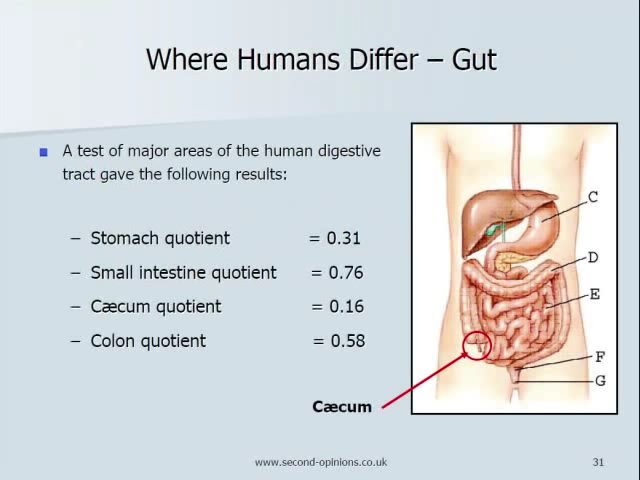 Where Humans Differ – Gut
A test of major areas of the human digestive
tract gave the following results:
– Stomach quotient = 0.31
– Small intestine quotient = 0.76
– Cæcum quotient = 0.16
– Colon quotient = 0.58
C
D
E
F
G
Cæcum
www.second-opinions.co.uk
31